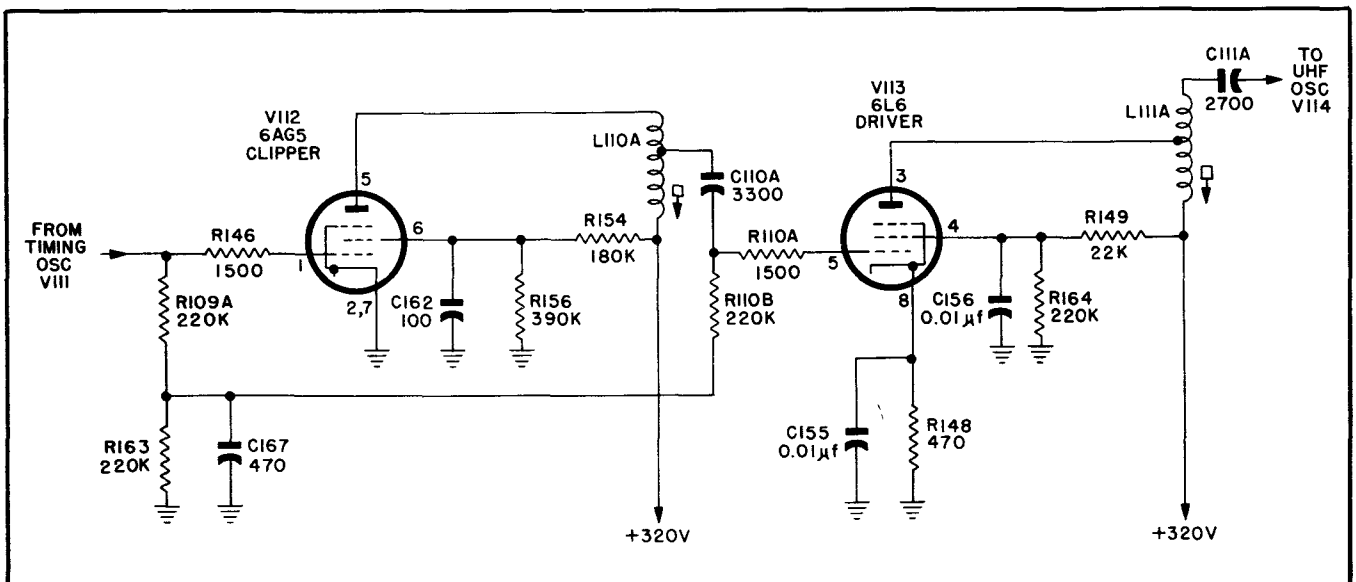 FROM
TIMING
OSC
V111
R146
1500
1
R109A
220K
R163
220K
C167
470
V112
6AG5
CLIPPER
5
6
2,7
C162
100
R156
390K
R154
180K
L110A
C110A
3300
R110A
1500
R110B
220K
+320V
V113
6L6
DRIVER
3
4
5
8
C155
0.01μf
R148
470
C156
0.01μf
R164
220K
R149
22K
L111A
C111A
2700
TO
UHF
OSC
V114
+320V